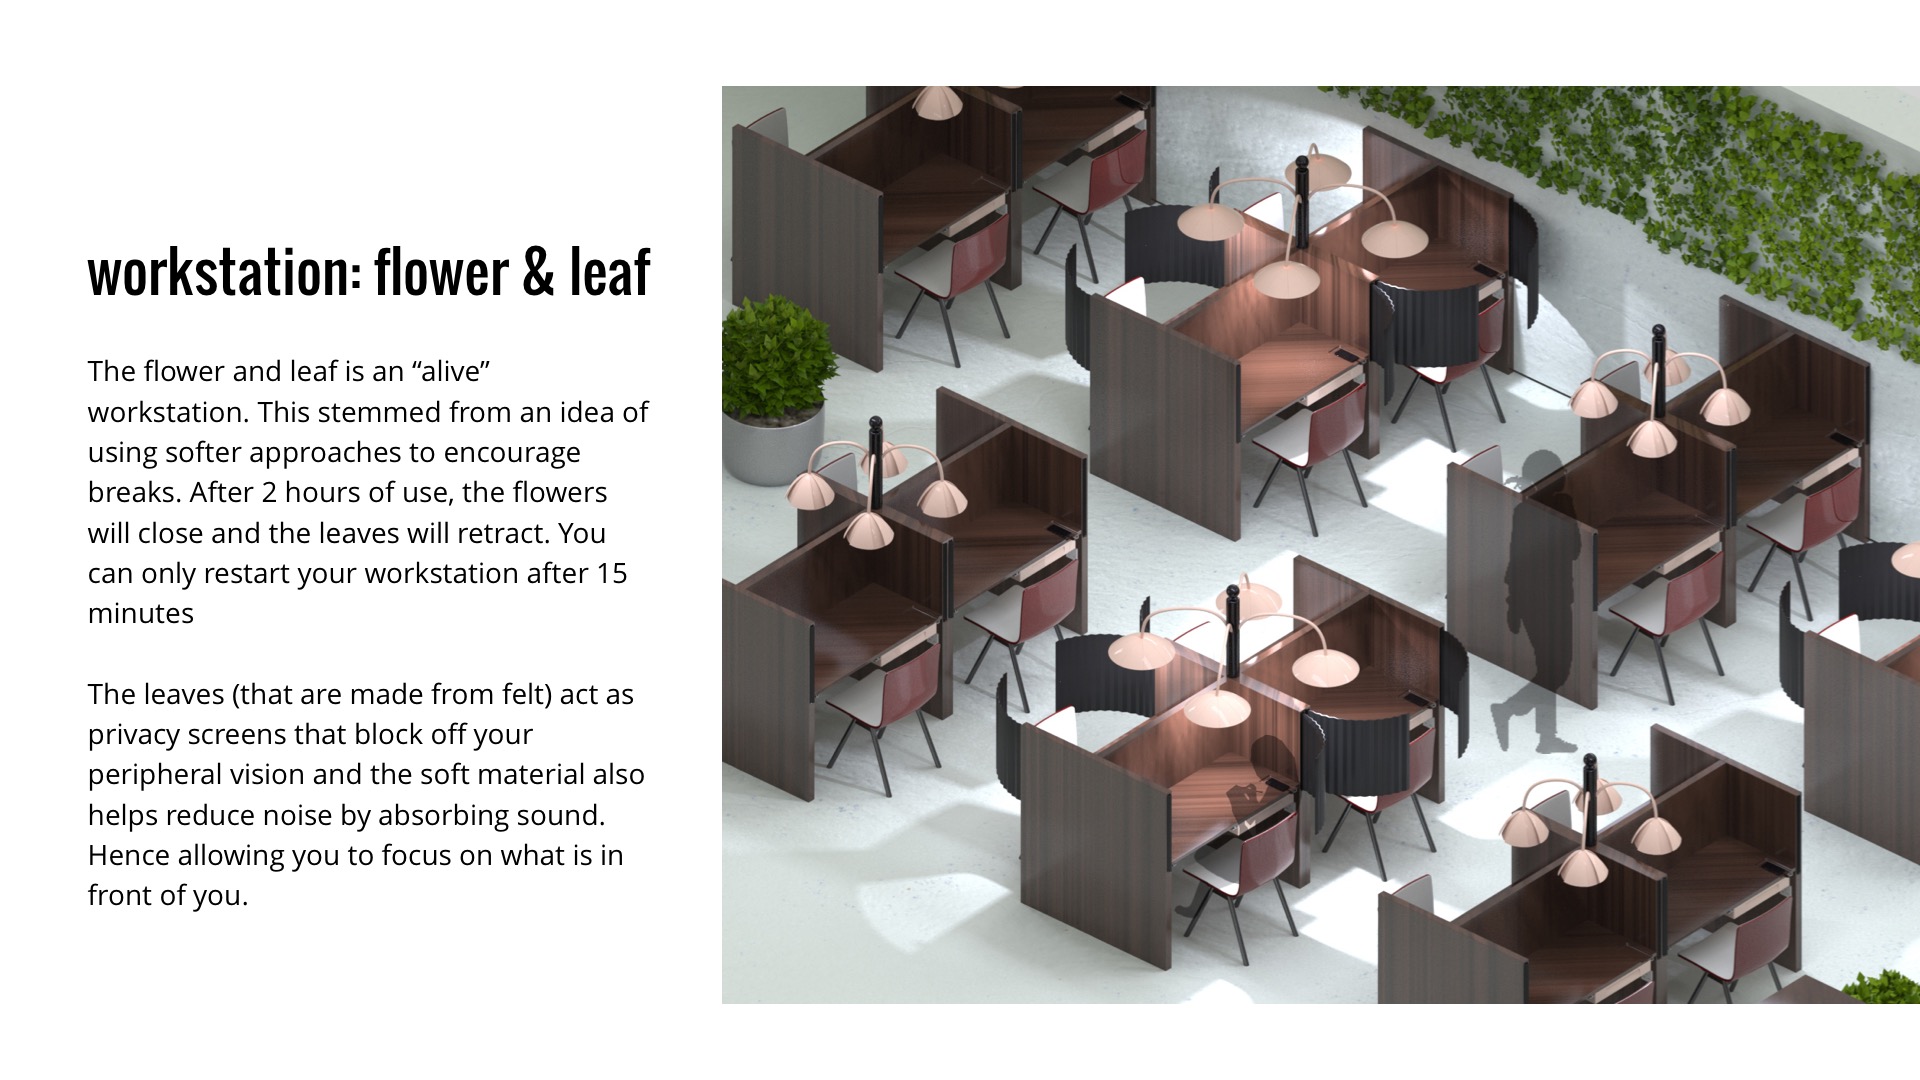 workstation: flower & leaf
The flower and leaf is an “alive”
workstation. This stemmed from an idea of
using softer approaches to encourage
breaks. After 2 hours of use, the flowers
will close and the leaves will retract. You
can only restart your workstation after 15
minutes
The leaves (that are made from felt) act as
privacy screens that block off your
peripheral vision and the soft material also
helps reduce noise by absorbing sound.
Hence allowing you to focus on what is in
front of you.